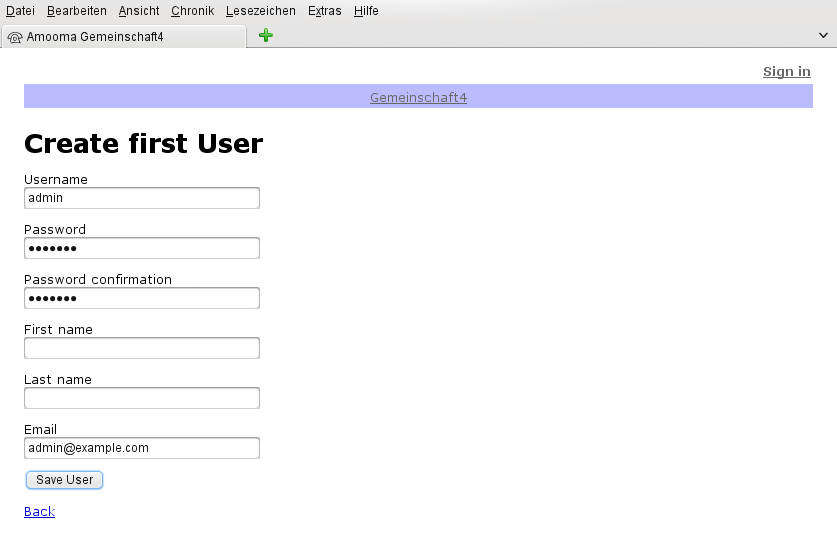 Datei Bearbeiten Ansicht Chronik Lesezeichen Extras Hilfe
Amooma Gemeinschaft4
Sign in
Gemeinschaft4
Create first User
Username
admin
Password
•••••••
Password confirmation
•••••••
First name
Last name
Email
admin@example.com
Save User
Back